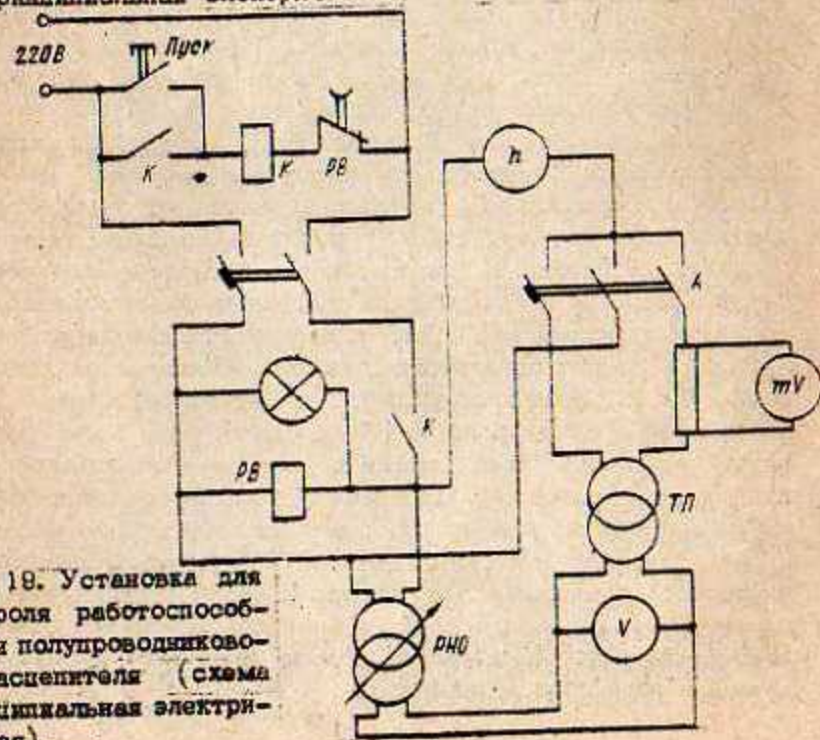 220В
Пуск
К
К
РВ
h
А
mV
К
РВ
ТП
V
РНО
19. Установка для
роля работоспособ-
и полупроводниково-
асцепителя (схема
ципиальная электри-